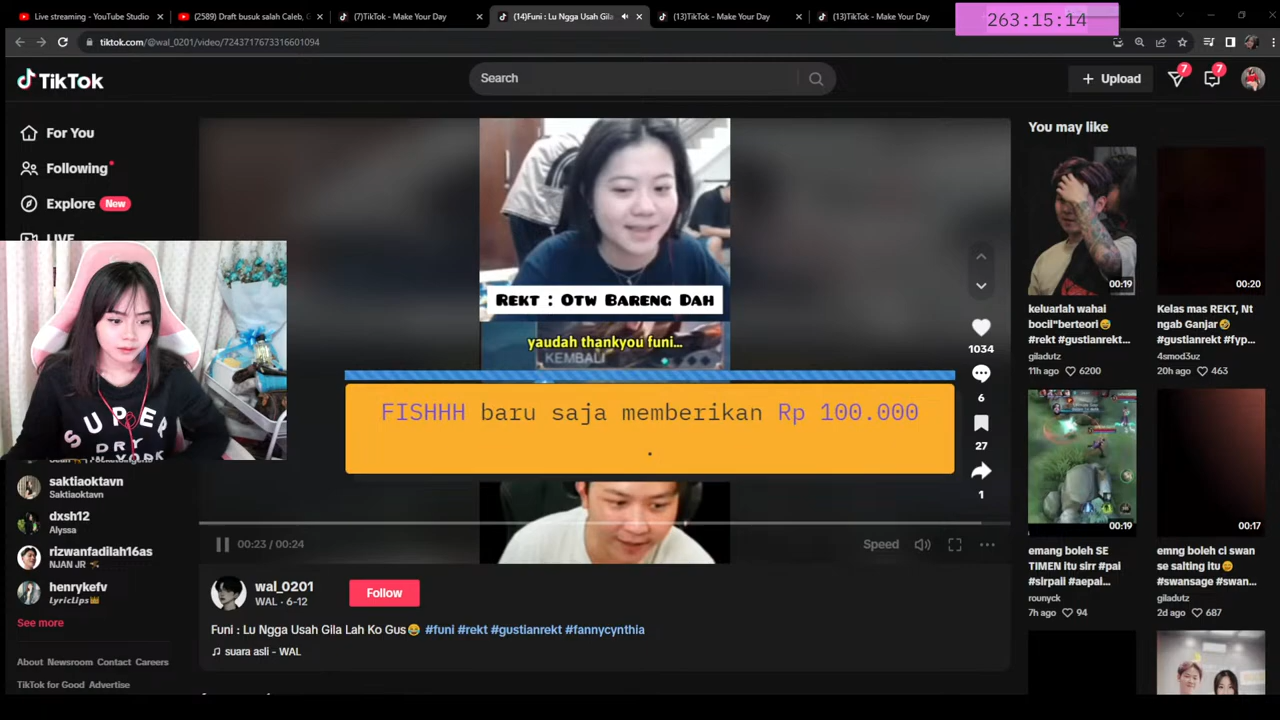 Live streaming - YouTube Studio
(2589) Draft busuk salah Caleb,
(7)TikTok - Make Your Day
(14)Funi : Lu Ngga Usah Gila
(13)TikTok - Make Your Day
(13)TikTok - Make Your Day
263:15:14
tiktok.com/@wal_0201/video/7243717673316601094
TikTok
Search
Upload
7
7
For You
Following
Explore
New
LIVE
REKT : OTW BARENG DAH
yaudah thankyou funi...
KEMBALI
FISHHH baru saja memberikan Rp 100.000
.
SUPER
DRY
1034
6
27
1
saktiaoktavn
Saktiaoktavn
dxsh12
Alyssa
rizwanfadilah16as
NJAN JR
henrykefv
LyricLips
See more
About Newsroom Contact Careers
TikTok for Good Advertise
00:23 / 00:24
Speed
wal_0201
WAL · 6-12
Follow
Funi : Lu Ngga Usah Gila Lah Ko Gus😂 #funi #rekt #gustianrekt #fannycynthia
♫ suara asli - WAL
You may like
00:19
keluarlah wahai
bocil"berteori😅
#rekt #gustianrekt...
giladutz
11h ago 6200
00:20
Kelas mas REKT, Nt
ngab Ganjar🤣
#rekt #fyp...
4smod3uz
20h ago 463
00:19
emang boleh SE
TIMEN itu sirr #pai
#sirpaii #aepai...
rounyck
7h ago 94
00:17
emng boleh ci swan
se salting itu😊
#swansage #swan...
giladutz
2d ago 687